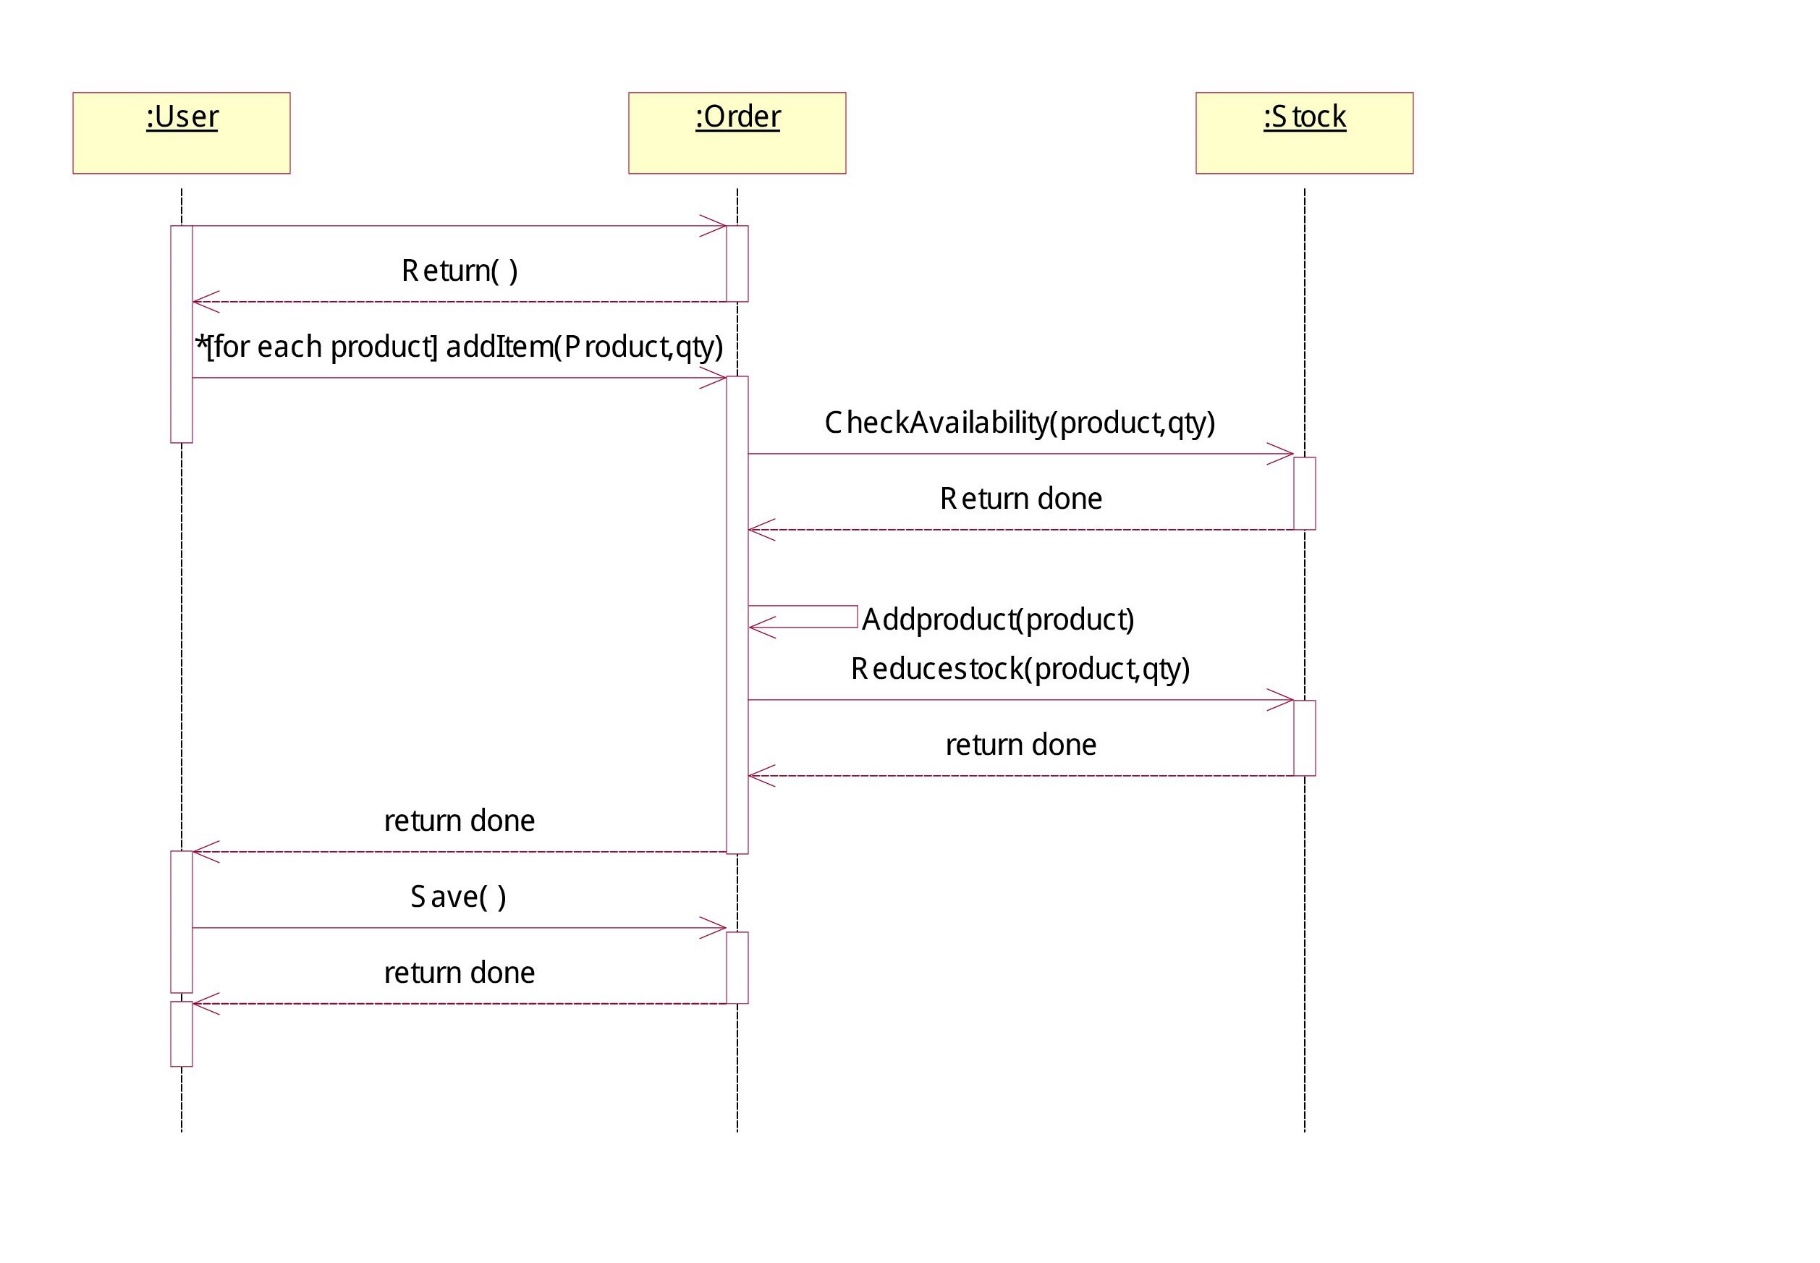 :User
:Order
:Stock
Return( )
*[for each product] addItem(Product,qty)
CheckAvailability(product,qty)
Return done
Addproduct(product)
Reducestock(product,qty)
return done
return done
Save( )
return done